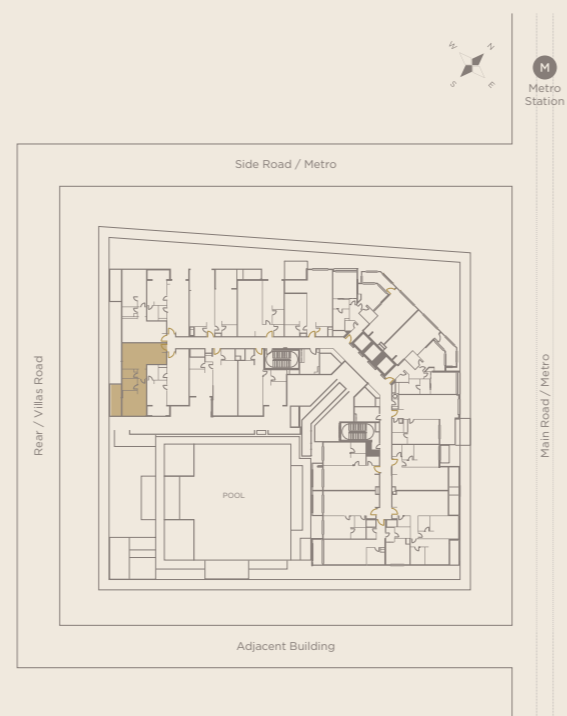 W
N
S
E
M
Metro
Station
Side Road / Metro
Rear / Villas Road
Main Road / Metro
POOL
Adjacent Building